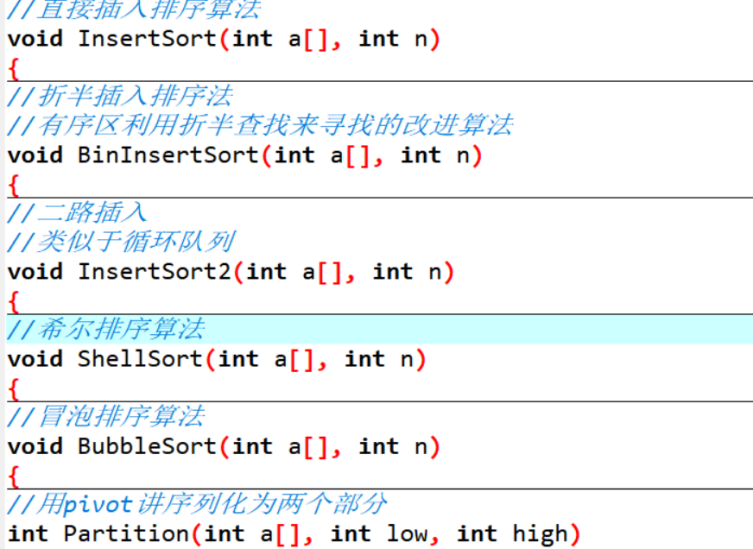 //直接插入排序算法
void InsertSort(int a[], int n)
{
//折半插入排序法
//有序区利用折半查找来寻找的改进算法
void BinInsertSort(int a[], int n)
{
//二路插入
//类似于循环队列
void InsertSort2(int a[], int n)
{
//希尔排序算法
void ShellSort(int a[], int n)
{
//冒泡排序算法
void BubbleSort(int a[], int n)
{
//用pivot讲序列化为两个部分
int Partition(int a[], int low, int high)